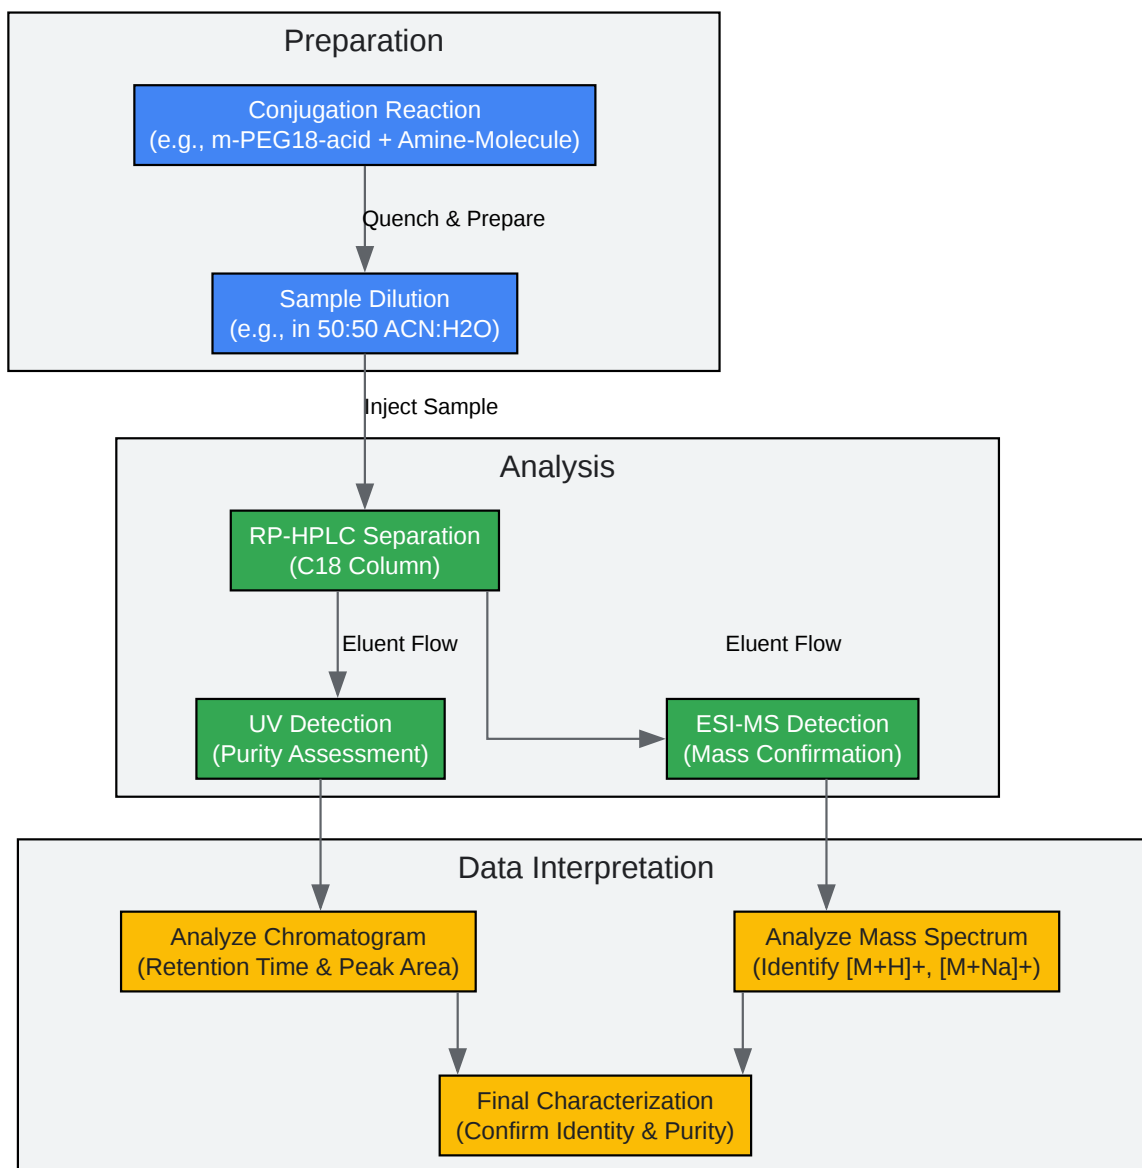 Preparation
Conjugation Reaction
(e.g., m-PEG18-acid + Amine-Molecule)
Quench & Prepare
Sample Dilution
(e.g., in 50:50 ACN:H2O)
Inject Sample
Analysis
RP-HPLC Separation
(C18 Column)
Eluent Flow
Eluent Flow
UV Detection
(Purity Assessment)
ESI-MS Detection
(Mass Confirmation)
Data Interpretation
Analyze Chromatogram
(Retention Time & Peak Area)
Analyze Mass Spectrum
(Identify [M+H]+, [M+Na]+)
Final Characterization
(Confirm Identity & Purity)